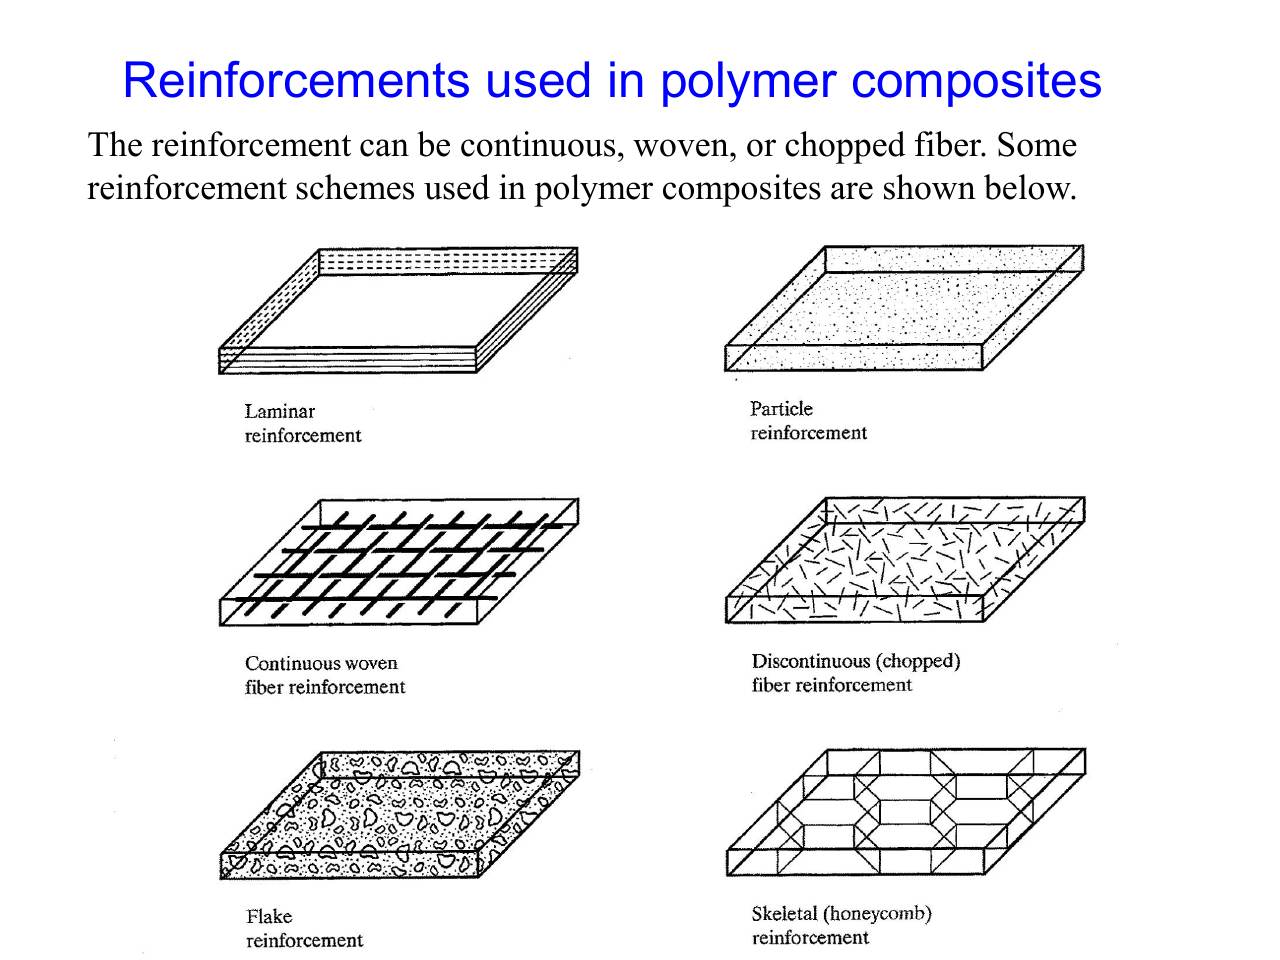 Reinforcements used in polymer composites
The reinforcement can be continuous, woven, or chopped fiber. Some
reinforcement schemes used in polymer composites are shown below.
Laminar
reinforcement
Particle
reinforcement
Continuous woven
fiber reinforcement
Discontinuous (chopped)
fiber reinforcement
Flake
reinforcement
Skeletal (honeycomb)
reinforcement